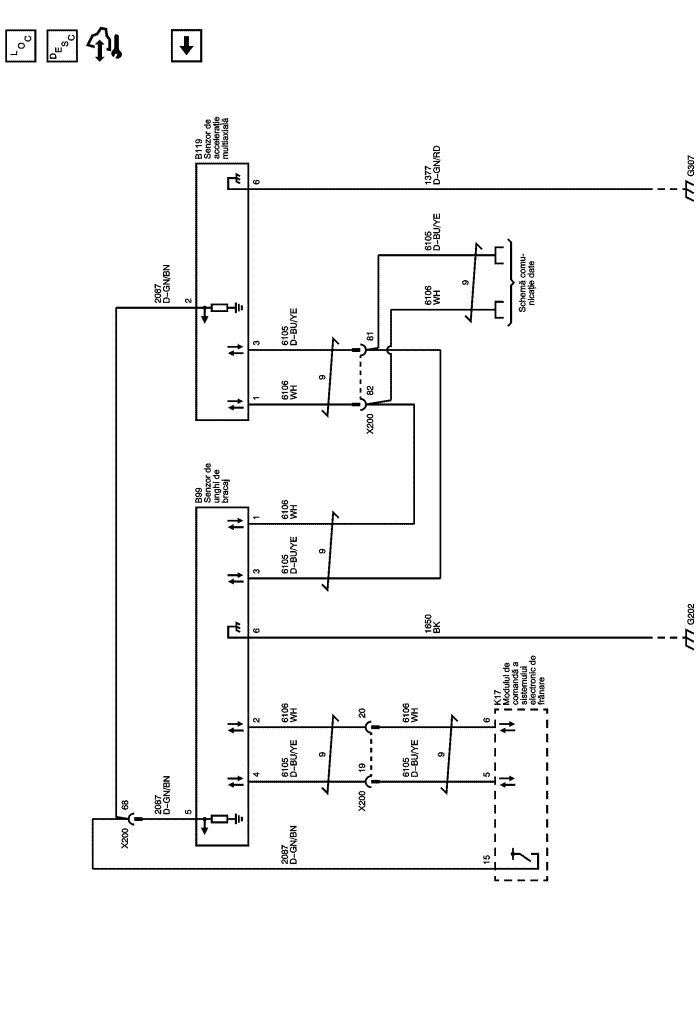 LOC
DESC
B119
Senzor de
accelerație
multiaxială
6
1377
D-GN/RD
G307
2087
D-GN/BN
2
3
6105
D-BU/YE
1
6106
WH
9
81
82
X200
6105
D-BU/YE
6106
WH
9
Schemă comu-
nicație date
B99
Senzor de
unghi de
bracaj
1
6106
WH
3
6105
D-BU/YE
9
6
1650
BK
G202
2
6106
WH
4
6105
D-BU/YE
9
20
19
X200
6106
WH
6105
D-BU/YE
9
6
5
K17
Modulul de
comandă a
sistemului
electronic de
frânare
68
X200
2087
D-GN/BN
5
2087
D-GN/BN
15